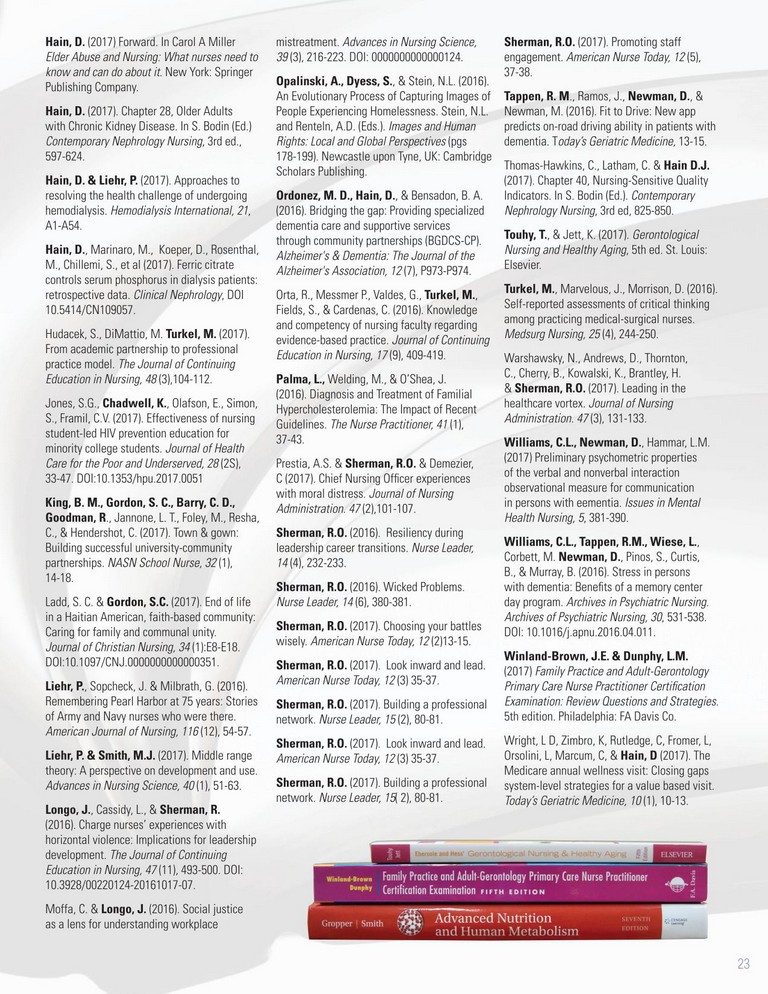 Hain, D. (2017) Forward. In Carol A Miller
Elder Abuse and Nursing: What nurses need to
know and can do about it. New York: Springer
Publishing Company.
Hain, D. (2017). Chapter 28, Older Adults
with Chronic Kidney Disease. In S. Bodin (Ed.)
Contemporary Nephrology Nursing, 3rd ed.,
597-624.
Hain, D. & Liehr, P. (2017). Approaches to
resolving the health challenge of undergoing
hemodialysis. Hemodialysis International, 21,
A1-A54.
Hain, D., Marinaro, M., Koeper, D., Rosenthal,
M., Chillemi, S., et al (2017). Ferric citrate
controls serum phosphorus in dialysis patients:
retrospective data. Clinical Nephrology, DOI
10.5414/CN109057.
Hudacek, S., DiMattio, M. Turkel, M. (2017).
From academic partnership to professional
practice model. The Journal of Continuing
Education in Nursing, 48(3),104-112.
Jones, S.G., Chadwell, K., Olafson, E., Simon,
S., Framil, C.V. (2017). Effectiveness of nursing
student-led HIV prevention education for
minority college students. Journal of Health
Care for the Poor and Underserved, 28 (2S),
33-47. DOI:10.1353/hpu.2017.0051
King, B. M., Gordon, S. C., Barry, C. D.,
Goodman, R., Jannone, L. T., Foley, M., Resha,
C., & Hendershot, C. (2017). Town & gown:
Building successful university-community
partnerships. NASN School Nurse, 32 (1),
14-18.
Ladd, S. C. & Gordon, S.C. (2017). End of life
in a Haitian American, faith-based community:
Caring for family and communal unity.
Journal of Christian Nursing, 34 (1):E8-E18.
DOI:10.1097/CNJ.0000000000000351.
Liehr, P., Sopcheck, J. & Milbrath, G. (2016).
Remembering Pearl Harbor at 75 years: Stories
of Army and Navy nurses who were there.
American Journal of Nursing, 116 (12), 54-57.
Liehr, P. & Smith, M.J. (2017). Middle range
theory: A perspective on development and use.
Advances in Nursing Science, 40 (1), 51-63.
Longo, J., Cassidy, L., & Sherman, R.
(2016). Charge nurses' experiences with
horizontal violence: Implications for leadership
development. The Journal of Continuing
Education in Nursing, 47 (11), 493-500. DOI:
10.3928/00220124-20161017-07.
Moffa, C. & Longo, J. (2016). Social justice
as a lens for understanding workplace
mistreatment. Advances in Nursing Science,
39 (3), 216-223. DOI: 0000000000000124.
Opalinski, A., Dyess, S., & Stein, N.L. (2016).
An Evolutionary Process of Capturing Images of
People Experiencing Homelessness. Stein, N.L.
and Renteln, A.D. (Eds.). Images and Human
Rights: Local and Global Perspectives (pgs
178-199). Newcastle upon Tyne, UK: Cambridge
Scholars Publishing.
Ordonez, M. D., Hain, D., & Bensadon, B. A.
(2016). Bridging the gap: Providing specialized
dementia care and supportive services
through community partnerships (BGDCS-CP).
Alzheimer's & Dementia: The Journal of the
Alzheimer's Association, 12 (7), P973-P974.
Orta, R., Messmer P., Valdes, G., Turkel, M.,
Fields, S., & Cardenas, C. (2016). Knowledge
and competency of nursing faculty regarding
evidence-based practice. Journal of Continuing
Education in Nursing, 17 (9), 409-419.
Palma, L., Welding, M., & O'Shea, J.
(2016). Diagnosis and Treatment of Familial
Hypercholesterolemia: The Impact of Recent
Guidelines. The Nurse Practitioner, 41 (1),
37-43.
Prestia, A.S. & Sherman, R.O. & Demezier,
C (2017). Chief Nursing Officer experiences
with moral distress. Journal of Nursing
Administration. 47 (2),101-107.
Sherman, R.O. (2016). Resiliency during
leadership career transitions. Nurse Leader,
14 (4), 232-233.
Sherman, R.O. (2016). Wicked Problems.
Nurse Leader, 14 (6), 380-381.
Sherman, R.O. (2017). Choosing your battles
wisely. American Nurse Today, 12 (2)13-15.
Sherman, R.O. (2017). Look inward and lead.
American Nurse Today, 12 (3) 35-37.
Sherman, R.O. (2017). Building a professional
network. Nurse Leader, 15 (2), 80-81.
Sherman, R.O. (2017). Look inward and lead.
American Nurse Today, 12 (3) 35-37.
Sherman, R.O. (2017). Building a professional
network. Nurse Leader, 15( 2), 80-81.
Sherman, R.O. (2017). Promoting staff
engagement. American Nurse Today, 12 (5),
37-38.
Tappen, R. M., Ramos, J., Newman, D., &
Newman, M. (2016). Fit to Drive: New app
predicts on-road driving ability in patients with
dementia. Today's Geriatric Medicine, 13-15.
Thomas-Hawkins, C., Latham, C. & Hain D.J.
(2017). Chapter 40, Nursing-Sensitive Quality
Indicators. In S. Bodin (Ed.). Contemporary
Nephrology Nursing, 3rd ed, 825-850.
Touhy, T., & Jett, K. (2017). Gerontological
Nursing and Healthy Aging, 5th ed. St. Louis:
Elsevier.
Turkel, M., Marvelous, J., Morrison, D. (2016).
Self-reported assessments of critical thinking
among practicing medical-surgical nurses.
Medsurg Nursing, 25 (4), 244-250.
Warshawsky, N., Andrews, D., Thornton,
C., Cherry, B., Kowalski, K., Brantley, H.
& Sherman, R.O. (2017). Leading in the
healthcare vortex. Journal of Nursing
Administration. 47 (3), 131-133.
Williams, C.L., Newman, D., Hammar, L.M.
(2017) Preliminary psychometric properties
of the verbal and nonverbal interaction
observational measure for communication
in persons with eementia. Issues in Mental
Health Nursing, 5, 381-390.
Williams, C.L., Tappen, R.M., Wiese, L.,
Corbett, M. Newman, D., Pinos, S., Curtis,
B., & Murray, B. (2016). Stress in persons
with dementia: Benefits of a memory center
day program. Archives in Psychiatric Nursing.
Archives of Psychiatric Nursing, 30, 531-538.
DOI: 10.1016/j.apnu.2016.04.011.
Winland-Brown, J.E. & Dunphy, L.M.
(2017) Family Practice and Adult-Gerontology
Primary Care Nurse Practitioner Certification
Examination: Review Questions and Strategies.
5th edition. Philadelphia: FA Davis Co.
Wright, L D, Zimbro, K, Rutledge, C, Fromer, L,
Orsolini, L, Marcum, C, & Hain, D (2017). The
Medicare annual wellness visit: Closing gaps
system-level strategies for a value based visit.
Today's Geriatric Medicine, 10 (1), 10-13.
Touhy
Jett
Ebersole and Hess' Gerontological Nursing & Healthy Aging
ELSEVIER
Winland-Brown
Dunphy
Family Practice and Adult-Gerontology Primary Care Nurse Practitioner
Certification Examination FIFTH EDITION
F.A. Davis
Gropper | Smith
Advanced Nutrition
and Human Metabolism
SEVENTH
EDITION
23